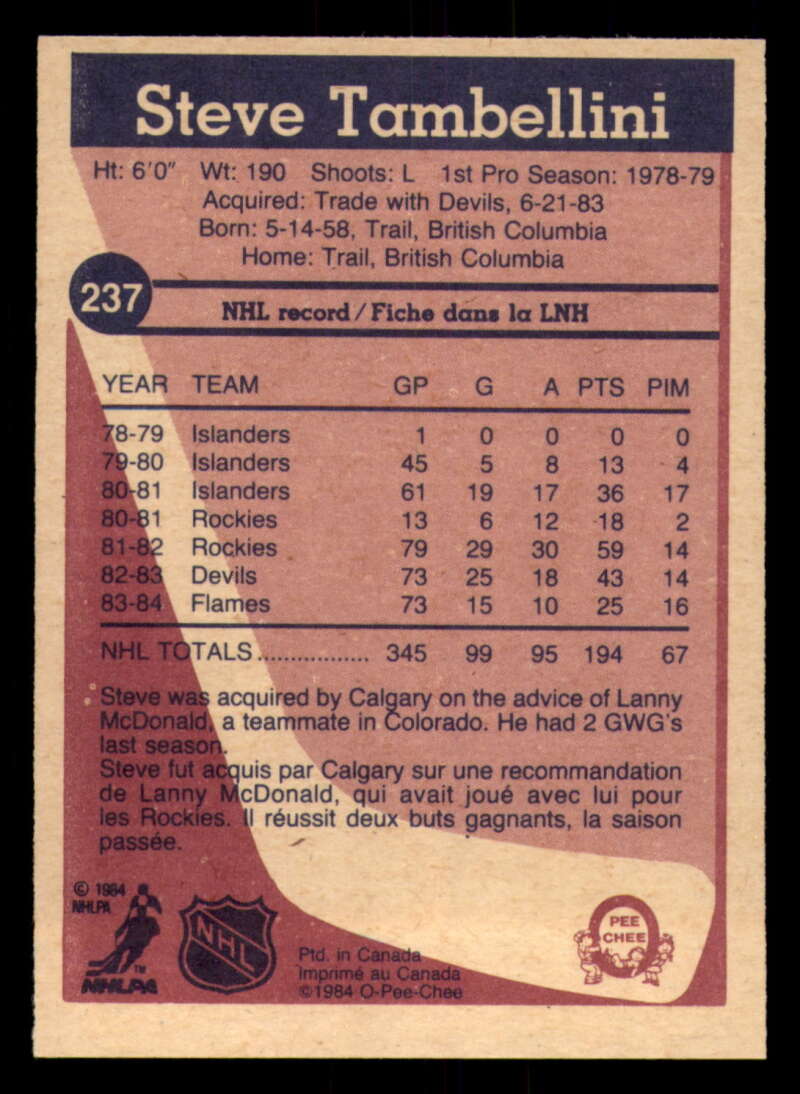 Steve Tambellini
Ht: 6'0" Wt: 190 Shoots: L 1st Pro Season: 1978-79
Acquired: Trade with Devils, 6-21-83
Born: 5-14-58, Trail, British Columbia
Home: Trail, British Columbia
237
NHL record / Fiche dans la LNH
YEAR TEAM GP G A PTS PIM
78-79 Islanders 1 0 0 0 0
79-80 Islanders 45 5 8 13 4
80-81 Islanders 61 19 17 36 17
80-81 Rockies 13 6 12 18 2
81-82 Rockies 79 29 30 59 14
82-83 Devils 73 25 18 43 14
83-84 Flames 73 15 10 25 16
NHL TOTALS................. 345 99 95 194 67
Steve was acquired by Calgary on the advice of Lanny
McDonald, a teammate in Colorado. He had 2 GWG's
last season.
Steve fut acquis par Calgary sur une recommandation
de Lanny McDonald, qui avait joué avec lui pour
les Rockies. Il réussit deux buts gagnants, la saison
passée.
© 1984
NHLPA
TM
NHLPA
NHL
Ptd. in Canada
Imprimé au Canada
©1984 O-Pee-Chee
PEE
CHEE